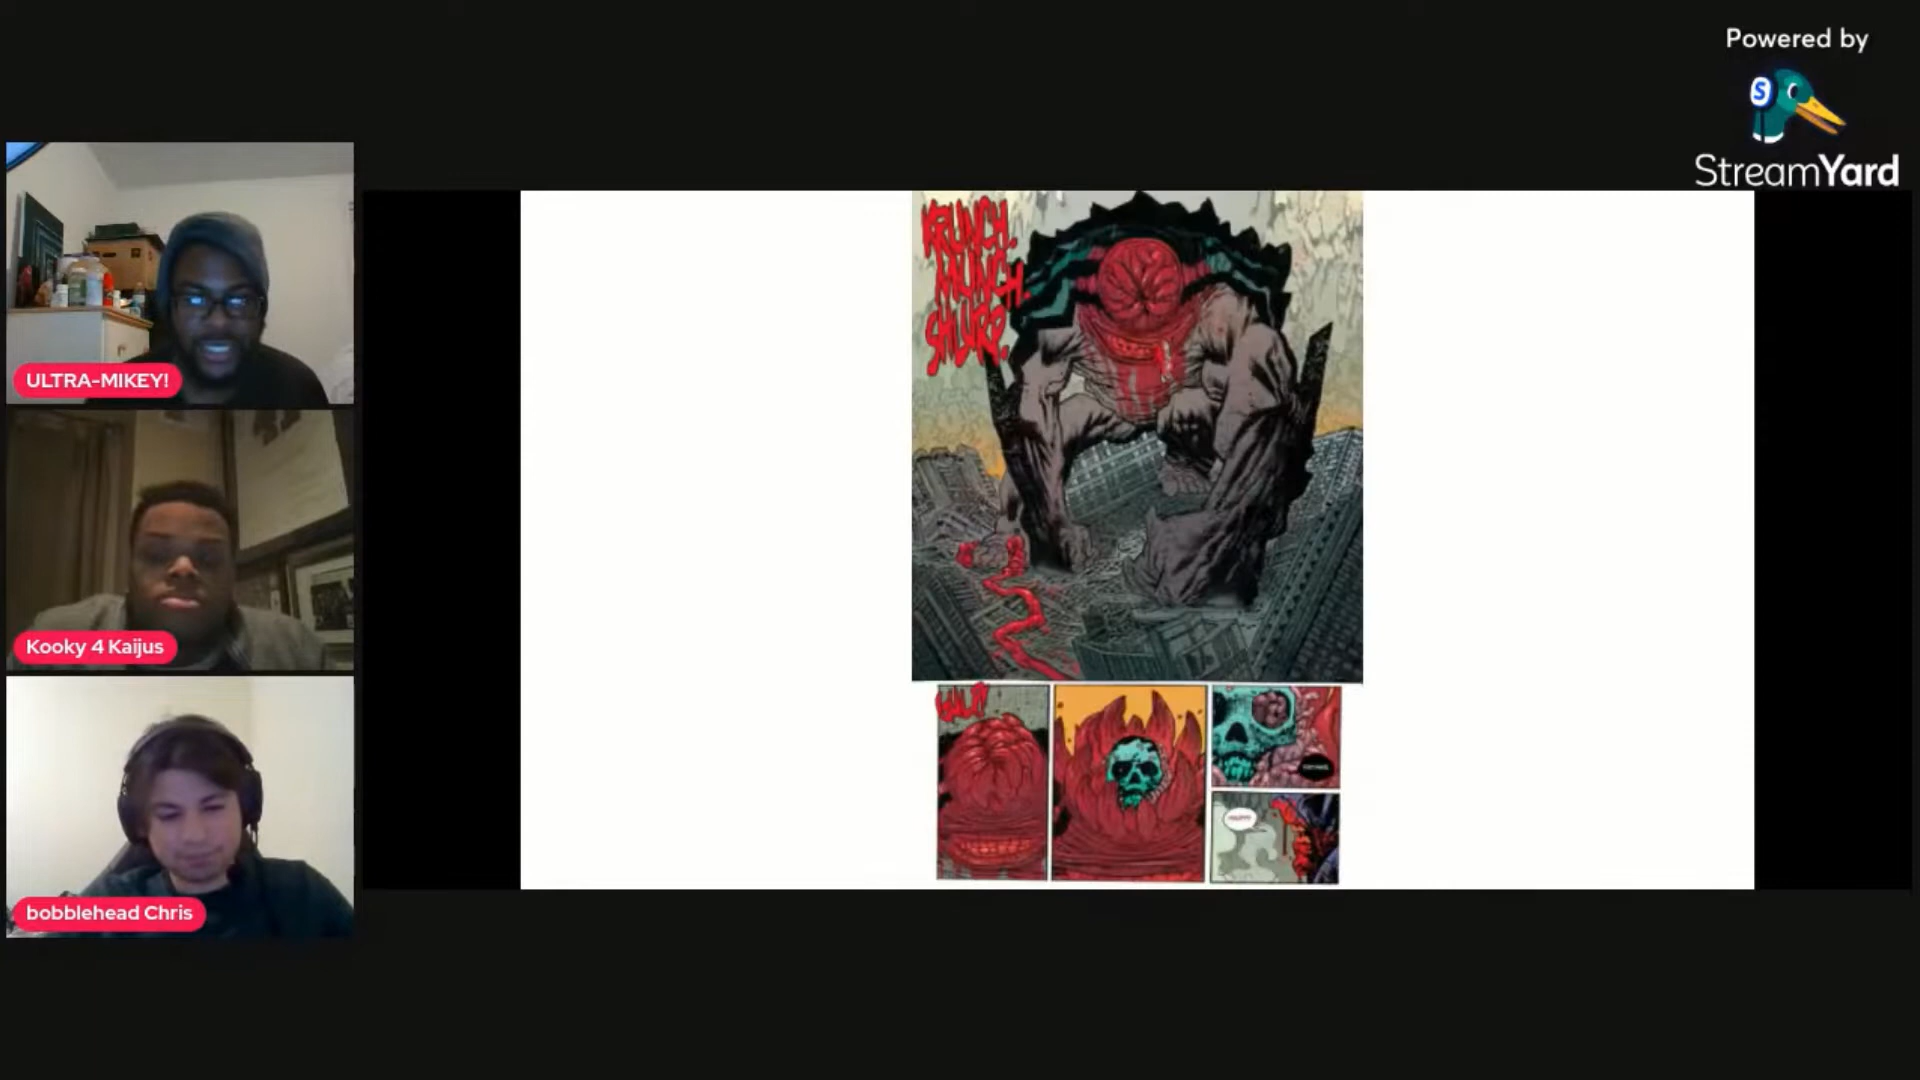 Powered by
StreamYard
KRUNCH.
MUNCH.
SHLURP.
ULTRA-MIKEY!
Kooky 4 Kaijus
bobblehead Chris